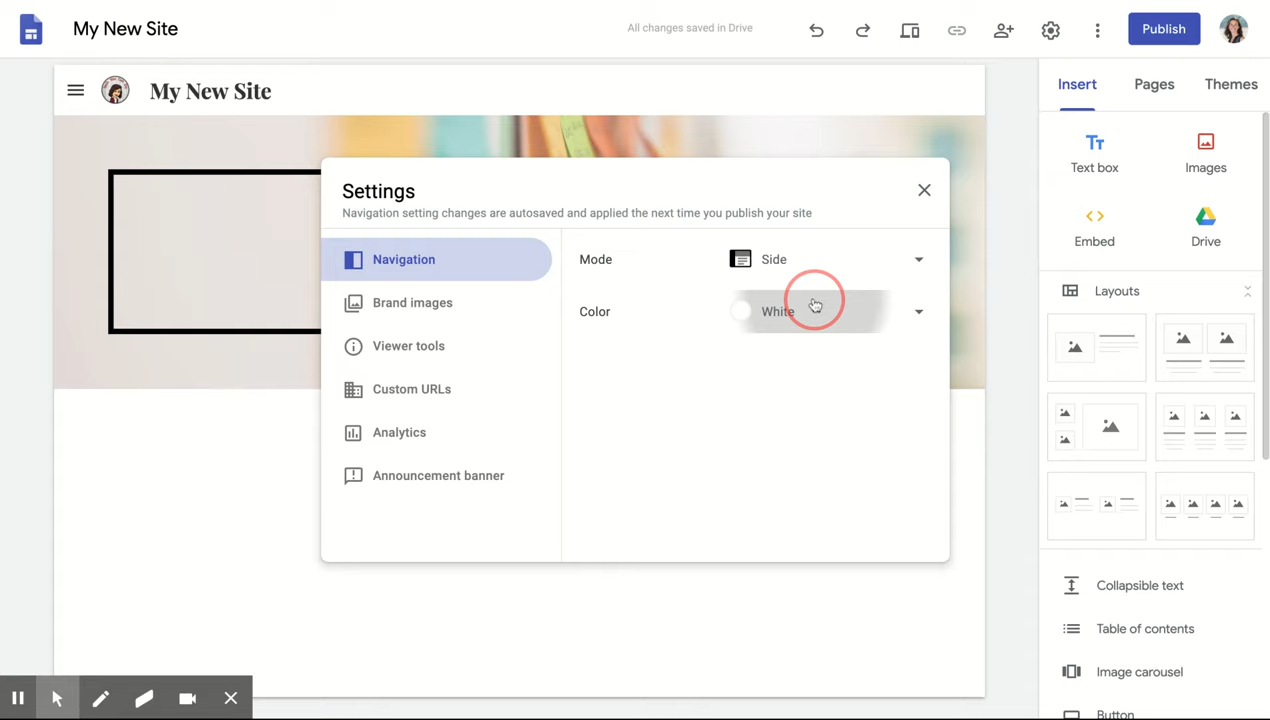 My New Site
All changes saved in Drive
Publish
My New Site
Insert
Pages
Themes
Text box
Images
Embed
Drive
Layouts
Collapsible text
Table of contents
Image carousel
Button
Settings
Navigation setting changes are autosaved and applied the next time you publish your site
Navigation
Brand images
Viewer tools
Custom URLs
Analytics
Announcement banner
Mode
Side
Color
White